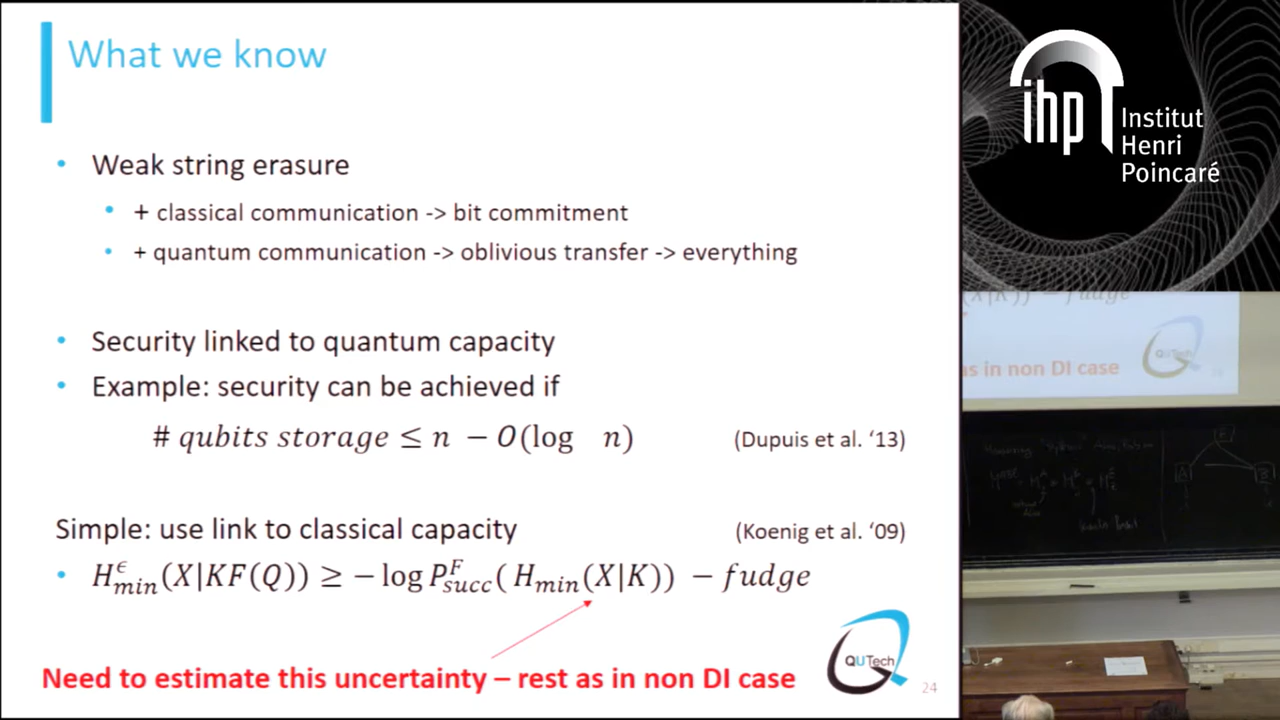 What we know
• Weak string erasure
• + classical communication -> bit commitment
• + quantum communication -> oblivious transfer -> everything
• Security linked to quantum capacity
• Example: security can be achieved if
# qubits storage ≤ n − O(log n) (Dupuis et al. ‘13)
Simple: use link to classical capacity (Koenig et al. ‘09)
• H^ϵ_min(X|KF(Q)) ≥ −log P^F_succ( H_min(X|K)) − fudge
Need to estimate this uncertainty – rest as in non DI case
QUTech
24
ihp
Institut
Henri
Poincaré
(X|K)) − fudge
QUTech
as in non DI case
A
B